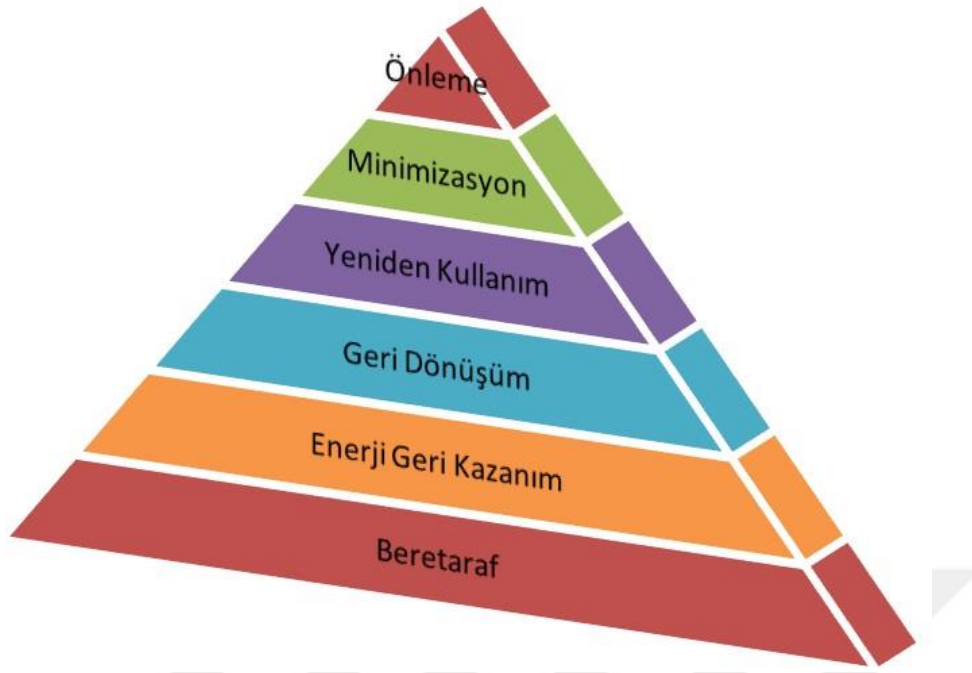 Önleme
Minimizasyon
Yeniden Kullanım
Geri Dönüşüm
Enerji Geri Kazanım
Beretaraf